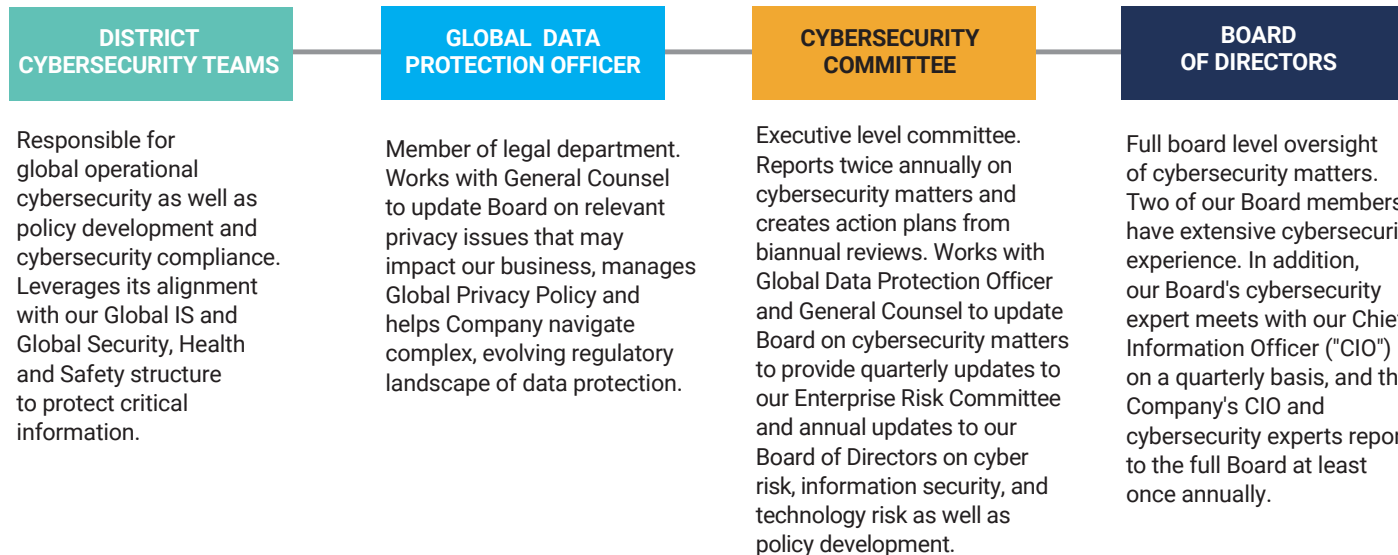 DISTRICT
CYBERSECURITY TEAMS
Responsible for
global operational
cybersecurity as well as
policy development and
cybersecurity compliance.
Leverages its alignment
with our Global IS and
Global Security, Health
and Safety structure
to protect critical
information.
GLOBAL DATA
PROTECTION OFFICER
Member of legal department.
Works with General Counsel
to update Board on relevant
privacy issues that may
impact our business, manages
Global Privacy Policy and
helps Company navigate
complex, evolving regulatory
landscape of data protection.
CYBERSECURITY
COMMITTEE
Executive level committee.
Reports twice annually on
cybersecurity matters and
creates action plans from
biannual reviews. Works with
Global Data Protection Officer
and General Counsel to update
Board on cybersecurity matters
to provide quarterly updates to
our Enterprise Risk Committee
and annual updates to our
Board of Directors on cyber
risk, information security, and
technology risk as well as
policy development.
BOARD
OF DIRECTORS
Full board level oversight
of cybersecurity matters.
Two of our Board members
have extensive
experience. In addition,
our Board's cybersecurity
expert meets with our
Information Officer ("CIO")
on a quarterly basis, and
Company's CIO and
cybersecurity experts
to the full Board at least
once annually.